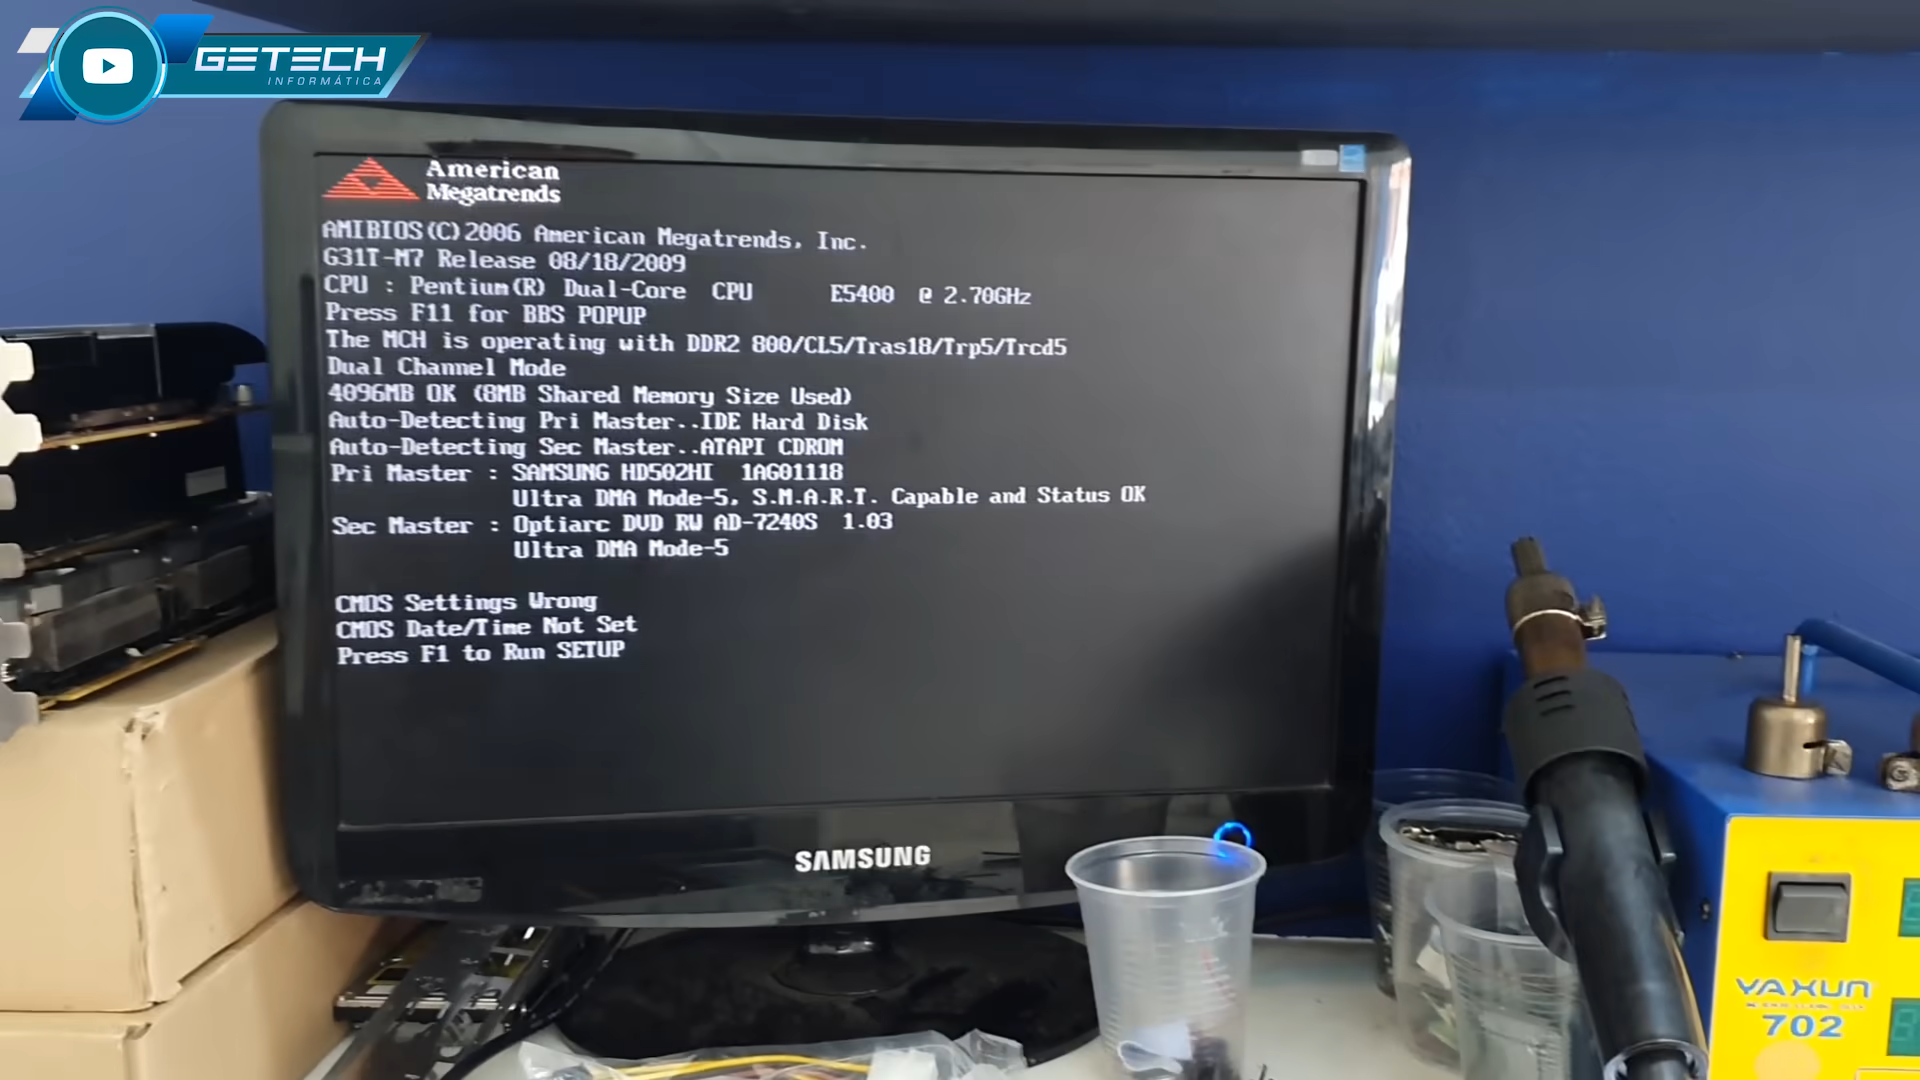 GETECH
INFORMÁTICA
American
Megatrends
AMIBIOS(C)2006 American Megatrends, Inc.
G31T-M7 Release 08/18/2009
CPU : Pentium(R) Dual-Core CPU E5400 @ 2.70GHz
Press F11 for BBS POPUP
The MCH is operating with DDR2 800/CL5/Tras18/Trp5/Trcd5
Dual Channel Mode
4096MB OK (8MB Shared Memory Size Used)
Auto-Detecting Pri Master..IDE Hard Disk
Auto-Detecting Sec Master..ATAPI CDROM
Pri Master : SAMSUNG HD502HI 1AG01118
Ultra DMA Mode-5, S.M.A.R.T. Capable and Status OK
Sec Master : Optiarc DVD RW AD-7240S 1.03
Ultra DMA Mode-5
CMOS Settings Wrong
CMOS Date/Time Not Set
Press F1 to Run SETUP
SAMSUNG
YAXUN
702